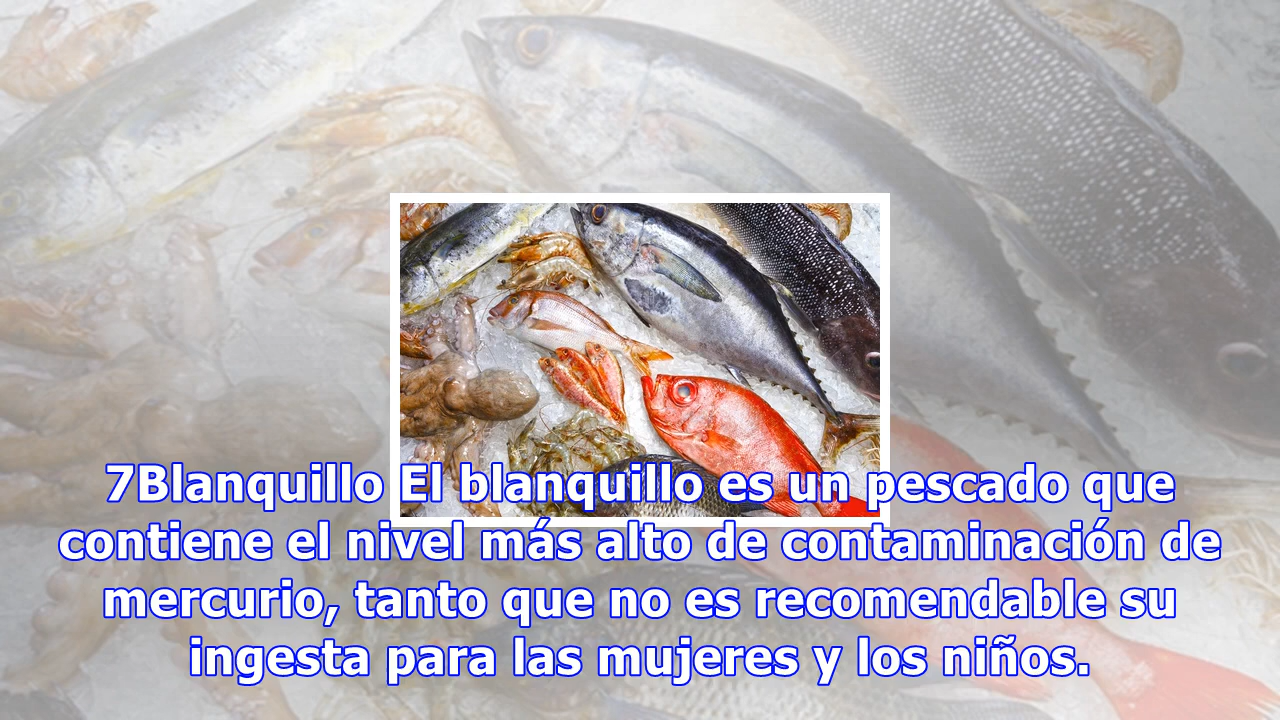 7Blanquillo El blanquillo es un pescado que
contiene el nivel más alto de contaminación de
mercurio, tanto que no es recomendable su
ingesta para las mujeres y los niños.